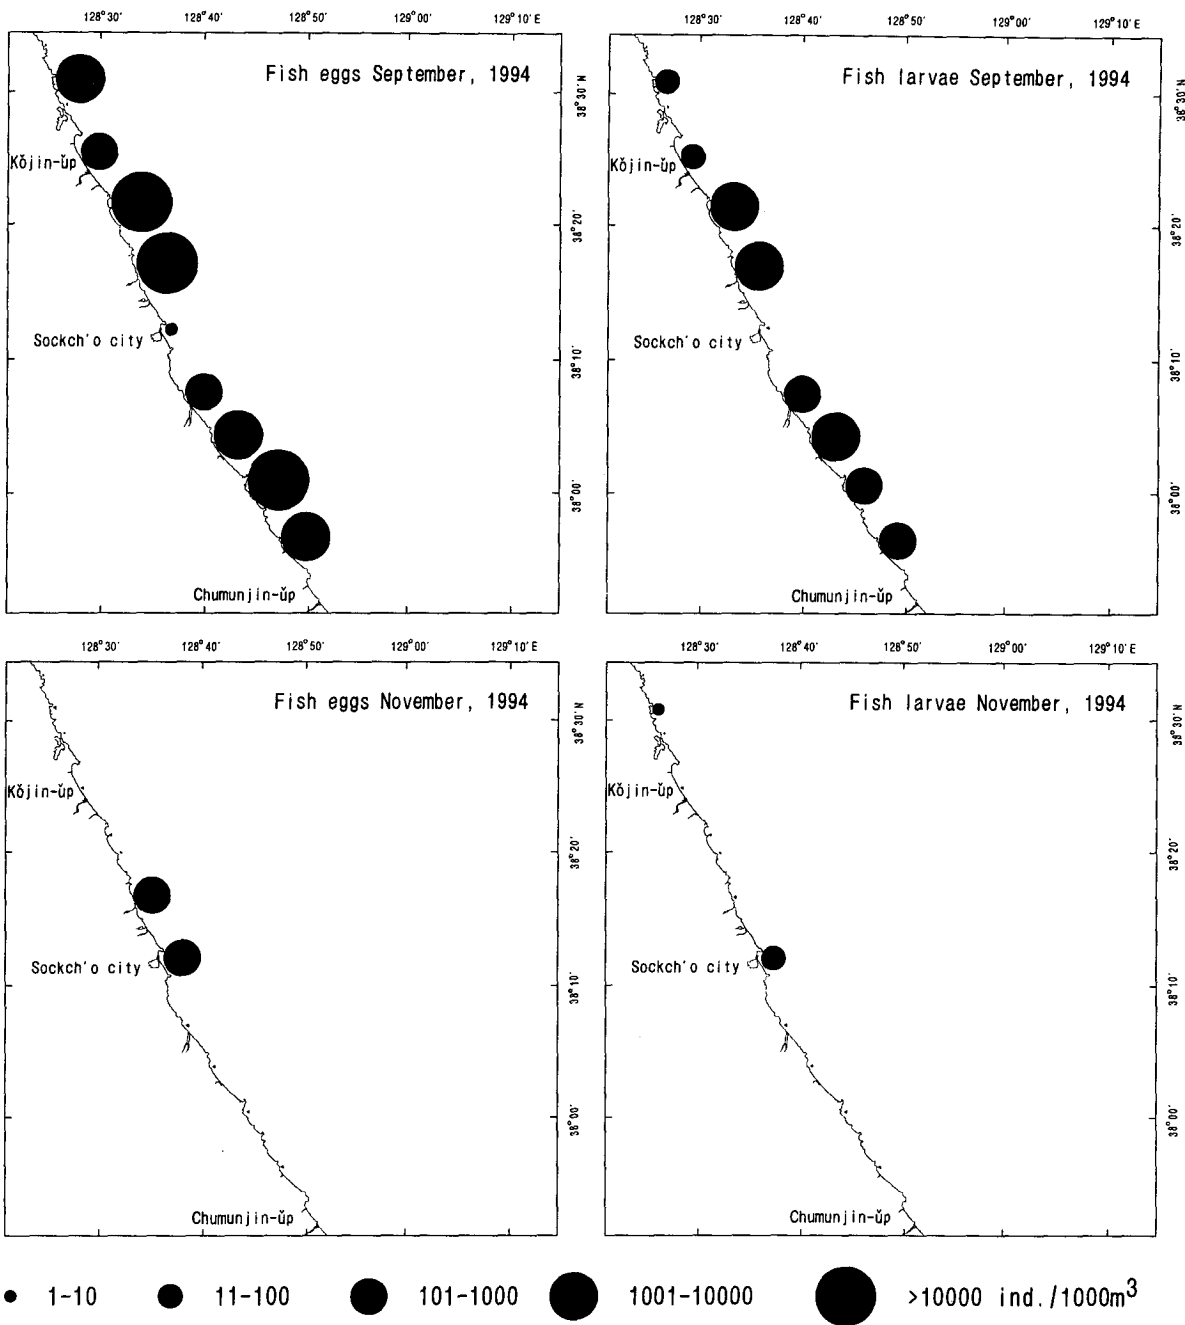 128°30' 128°40' 128°50' 129°00' 129°10'E
Fish eggs September, 1994
38°30'N
Kǒjin-ŭp
38°20'
Sockch'o city
38°10'
38°00'
Chumunjin-ŭp
128°30' 128°40' 128°50' 129°00' 129°10'E
Fish larvae September, 1994
38°30'N
Kǒjin-ŭp
38°20'
Sockch'o city
38°10'
38°00'
Chumunjin-ŭp
128°30' 128°40' 128°50' 129°00' 129°10'E
Fish eggs November, 1994
38°30'N
Kǒjin-ŭp
38°20'
Sockch'o city
38°10'
38°00'
Chumunjin-ŭp
128°30' 128°40' 128°50' 129°00' 129°10'E
Fish larvae November, 1994
38°30'N
Kǒjin-ŭp
38°20'
Sockch'o city
38°10'
38°00'
Chumunjin-ŭp
1-10 11-100 101-1000 1001-10000 >10000 ind./1000m³